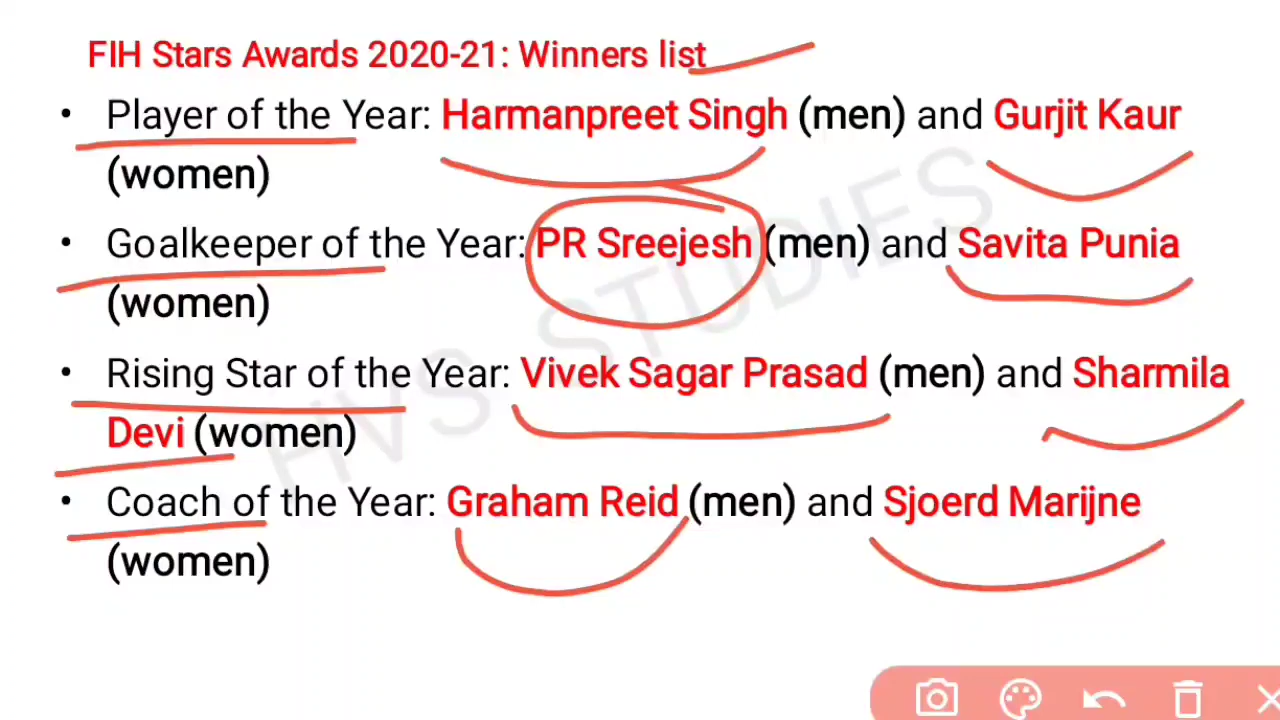 FIH Stars Awards 2020-21: Winners list
• Player of the Year: Harmanpreet Singh (men) and Gurjit Kaur
(women)
• Goalkeeper of the Year: PR Sreejesh (men) and Savita Punia
(women)
• Rising Star of the Year: Vivek Sagar Prasad (men) and Sharmila
Devi (women)
• Coach of the Year: Graham Reid (men) and Sjoerd Marijne
(women)
HVS STUDIES